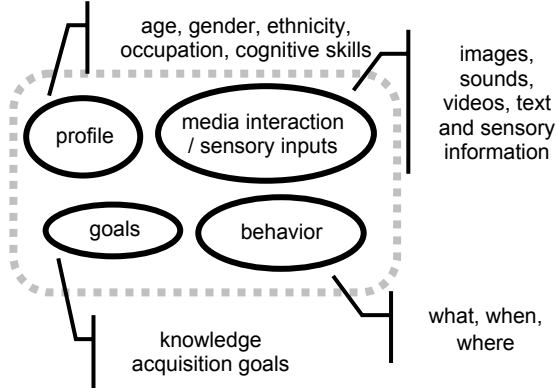 age, gender, ethnicity,
occupation, cognitive skills
images,
sounds,
videos, text
and sensory
information
profile
media interaction
/ sensory inputs
goals
behavior
what, when,
where
knowledge
acquisition goals